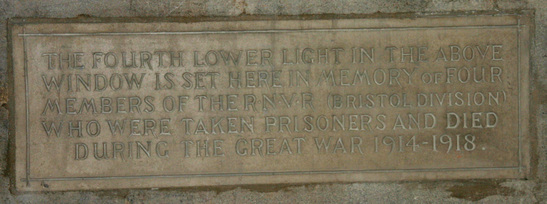 THE FOURTH LOWER LIGHT IN THE ABOVE
WINDOW IS SET HERE IN MEMORY OF FOUR
MEMBERS OF THE R·N·V·R (BRISTOL DIVISION)
WHO WERE TAKEN PRISONERS AND DIED
DURING THE GREAT WAR 1914-1918.